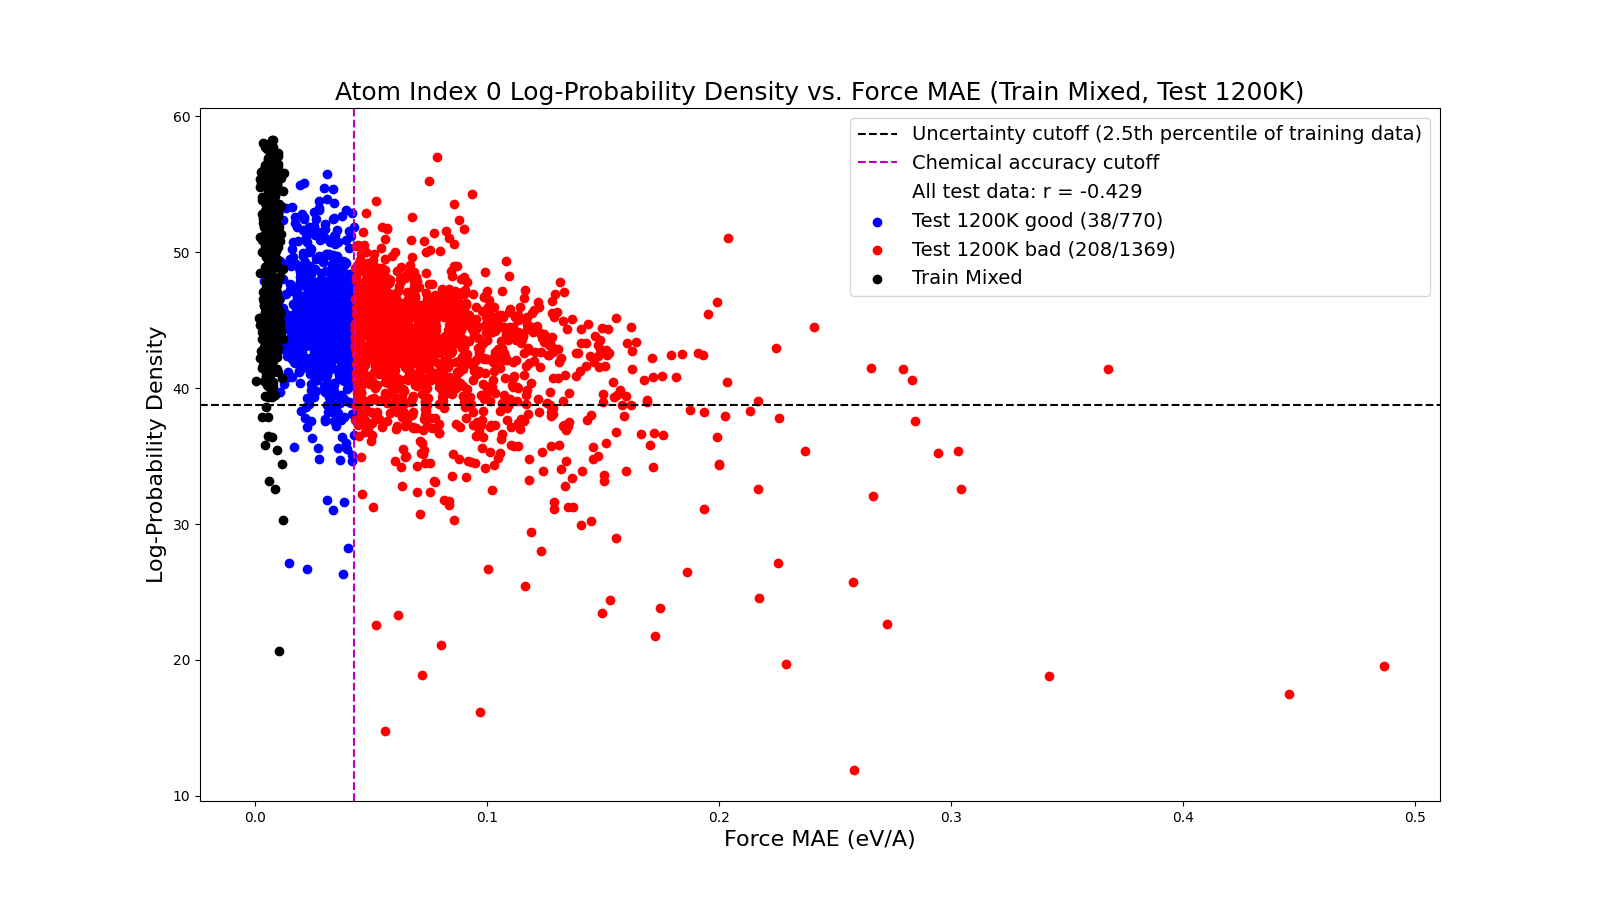 Atom Index 0 Log-Probability Density vs. Force MAE (Train Mixed, Test 1200K)
Uncertainty cutoff (2.5th percentile of training data)
Chemical accuracy cutoff
All test data: r = -0.429
Test 1200K good (38/770)
Test 1200K bad (208/1369)
Train Mixed
Log-Probability Density
60
50
40
30
20
10
0.0
0.1
0.2
0.3
0.4
0.5
Force MAE (eV/A)